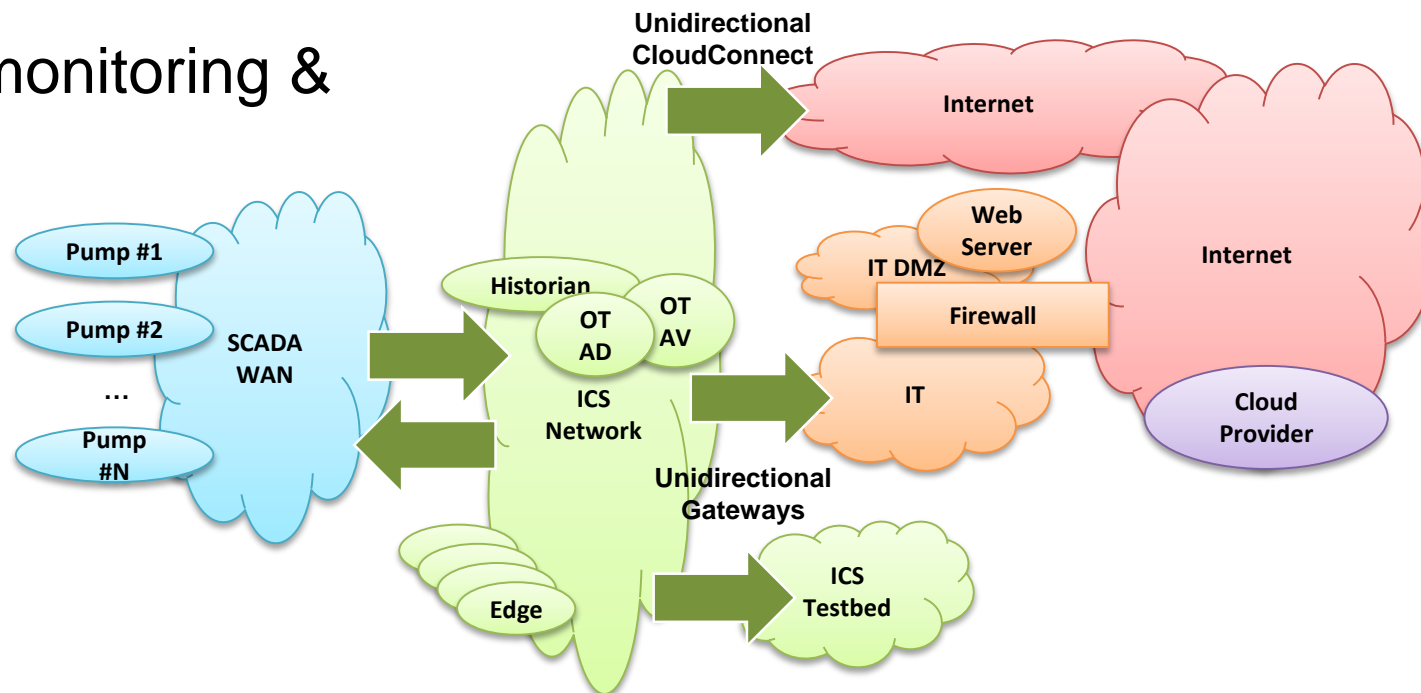 monitoring &
Unidirectional
CloudConnect
Internet
Web
Server
Pump #1
IT DMZ
Internet
Historian
OT
AD
OT
AV
Firewall
Pump #2
SCADA
WAN
...
ICS
Network
IT
Cloud
Provider
Pump
#N
Unidirectional
Gateways
Edge
ICS
Testbed